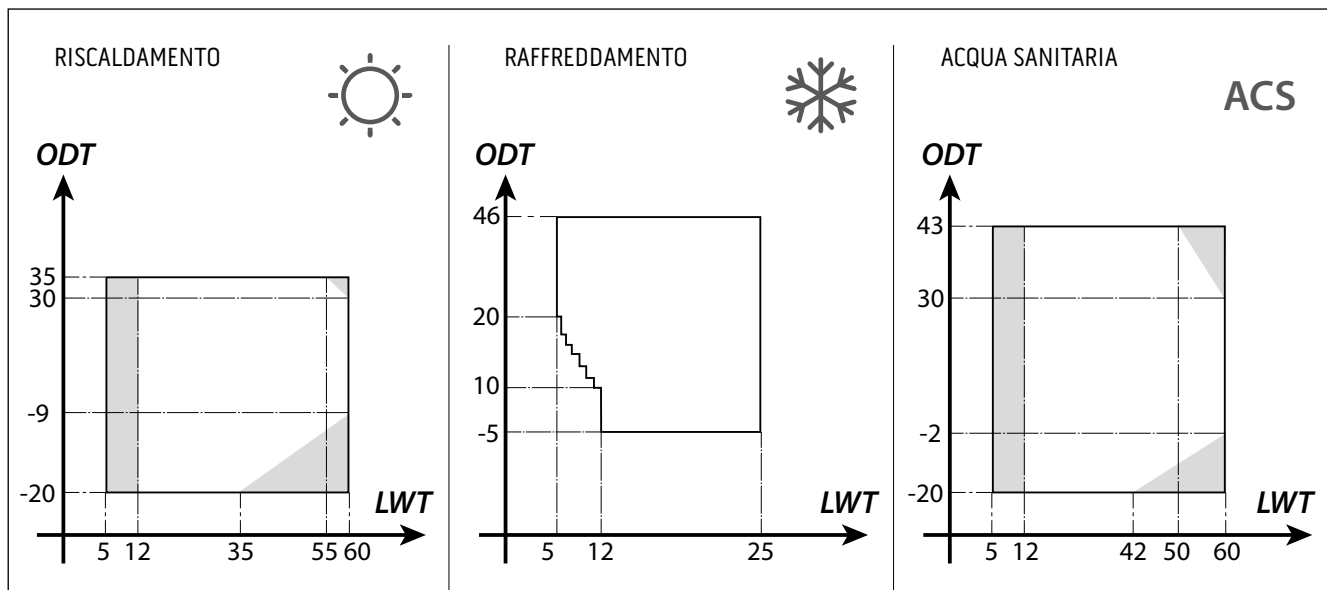 RISCALDAMENTO
ODT
35
30
-9
-20
LWT
5 12 35 55 60
RAFFREDDAMENTO
ODT
46
20
10
-5
LWT
5 12 25
ACQUA SANITARIA
ACS
ODT
43
30
-2
-20
LWT
5 12 42 50 60